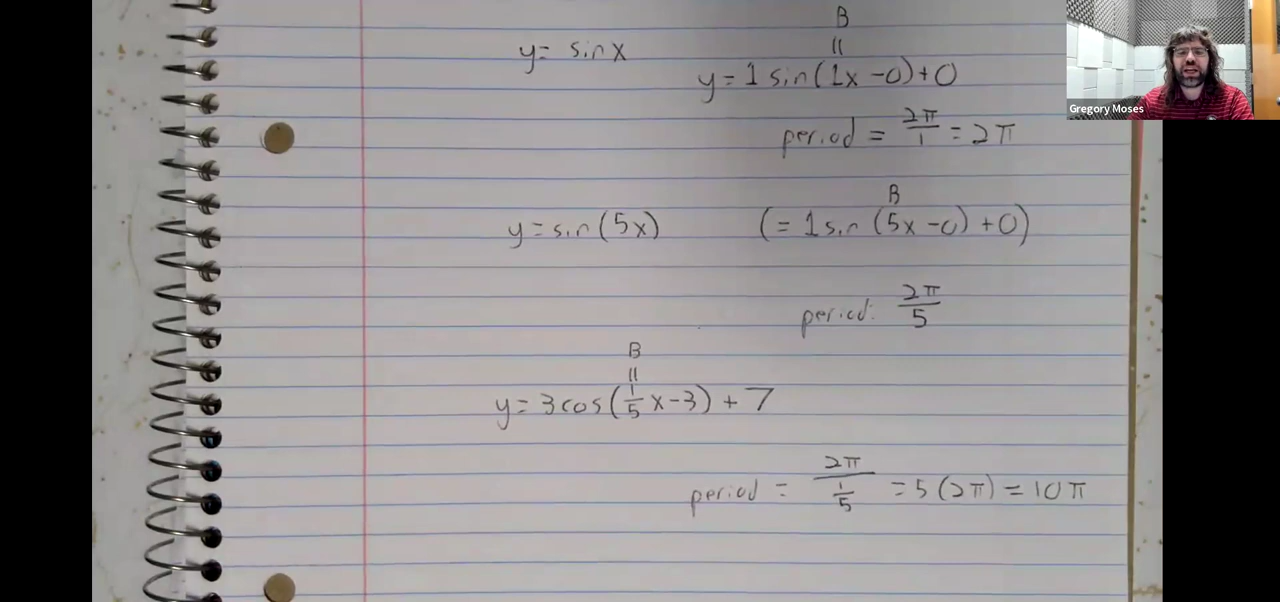 B
y = sin x
||
y = 1 sin(1x - 0) + 0
Gregory Moses
period = 2π/1 = 2π
B
y = sin(5x) (= 1 sin (5x - 0) + 0)
period: 2π/5
B
||
y = 3 cos(1/5 x - 3) + 7
period = 2π/(1/5) = 5(2π) = 10π